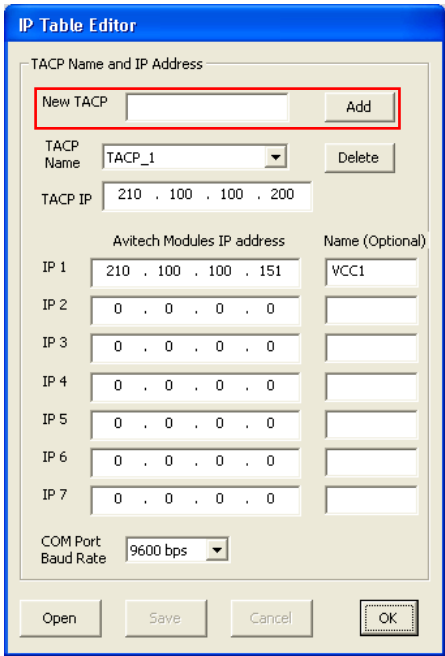 IP Table Editor
TACP Name and IP Address
New TACP Add
TACP Name TACP_1 Delete
TACP IP 210 . 100 . 100 . 200
Avitech Modules IP address Name (Optional)
IP 1 210 . 100 . 100 . 151 VCC1
IP 2 0 . 0 . 0 . 0
IP 3 0 . 0 . 0 . 0
IP 4 0 . 0 . 0 . 0
IP 5 0 . 0 . 0 . 0
IP 6 0 . 0 . 0 . 0
IP 7 0 . 0 . 0 . 0
COM Port
Baud Rate 9600 bps
Open Save Cancel OK